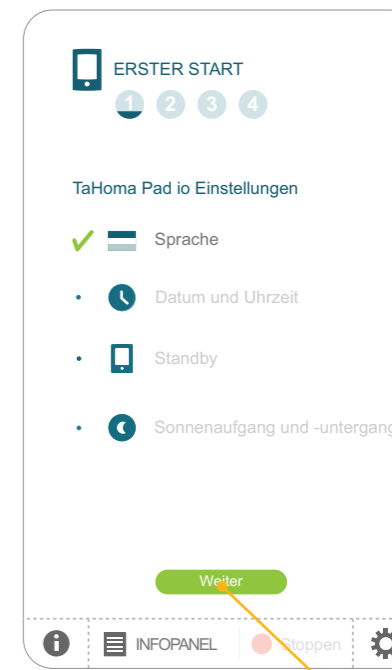 ERSTER START
1 2 3 4
TaHoma Pad io Einstellungen
Sprache
Datum und Uhrzeit
Standby
Sonnenaufgang und -untergang
Weiter
INFOPANEL Stoppen